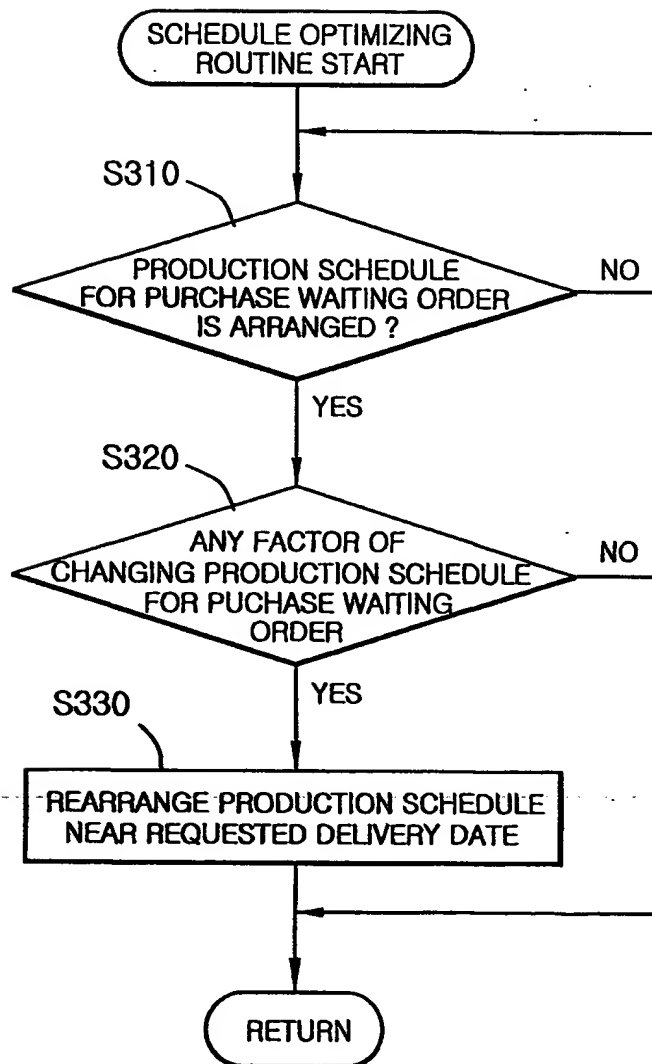 SCHEDULE OPTIMIZING
ROUTINE START
S310
PRODUCTION SCHEDULE
FOR PURCHASE WAITING ORDER
IS ARRANGED ?
NO
YES
S320
ANY FACTOR OF
CHANGING PRODUCTION SCHEDULE
FOR PUCHASE WAITING
ORDER
NO
YES
S330
REARRANGE PRODUCTION SCHEDULE
NEAR REQUESTED DELIVERY DATE
RETURN